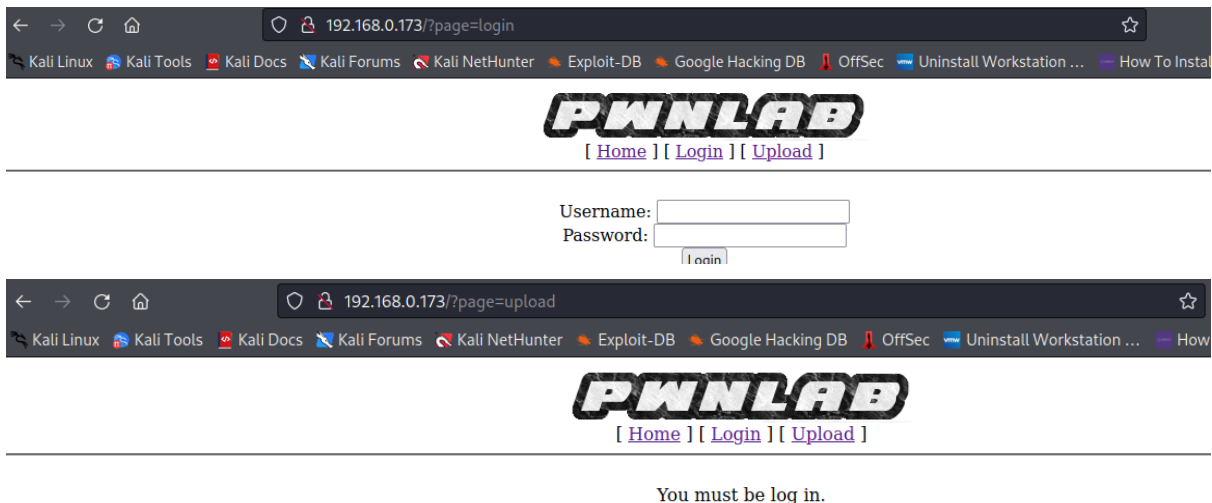 192.168.0.173/?page=login
Kali Linux Kali Tools Kali Docs Kali Forums Kali NetHunter Exploit-DB Google Hacking DB OffSec Uninstall Workstation ... How To Instal
PWNLAB
[ Home ] [ Login ] [ Upload ]
Username:
Password:
Login
192.168.0.173/?page=upload
Kali Linux Kali Tools Kali Docs Kali Forums Kali NetHunter Exploit-DB Google Hacking DB OffSec Uninstall Workstation ... How
PWNLAB
[ Home ] [ Login ] [ Upload ]
You must be log in.